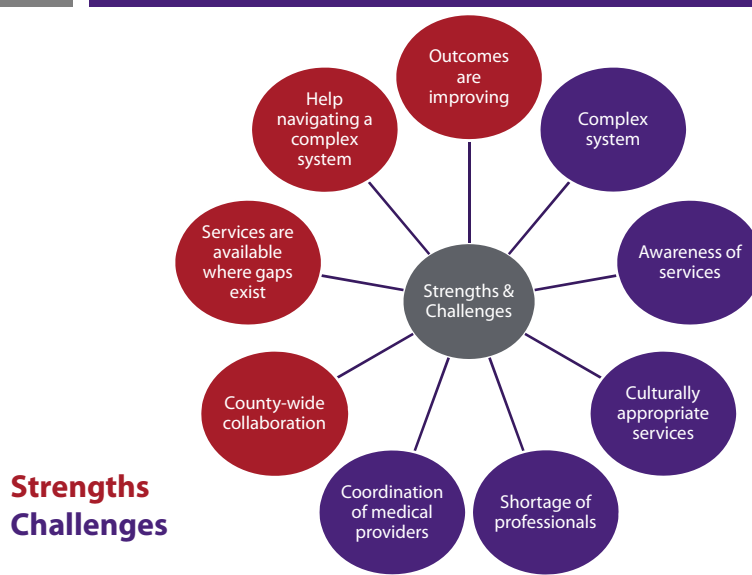 Outcomes
are
improving
Help
navigating a
complex
system
Complex
system
Services are
available
where gaps
exist
Awareness of
services
Strengths &
Challenges
County-wide
collaboration
Culturally
appropriate
services
Coordination
of medical
providers
Shortage of
professionals
Strengths
Challenges